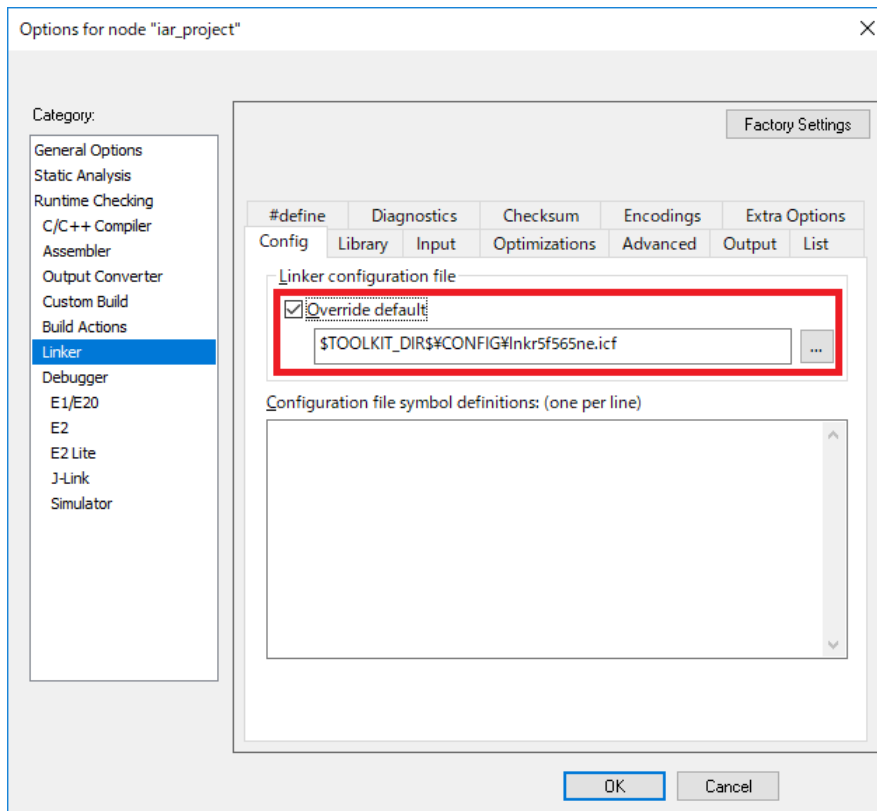 Options for node "iar_project"
Category:
Factory Settings
General Options
Static Analysis
Runtime Checking
C/C++ Compiler
Assembler
Output Converter
Custom Build
Build Actions
Linker
Debugger
E1/E20
E2
E2 Lite
J-Link
Simulator
#define Diagnostics Checksum Encodings Extra Options
Config Library Input Optimizations Advanced Output List
Linker configuration file
Override default
$TOOLKIT_DIR$¥CONFIG¥lnkr5f565ne.icf
...
Configuration file symbol definitions: (one per line)
OK Cancel